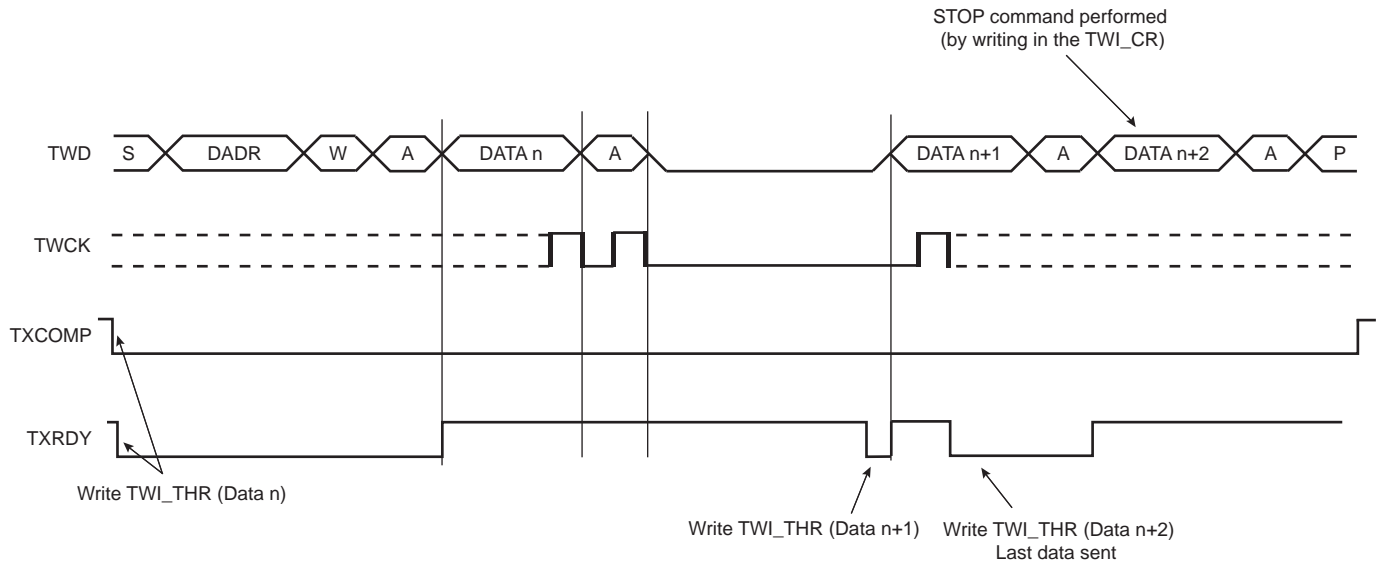 STOP command performed
(by writing in the TWI_CR)
TWD S DADR W A DATA n A DATA n+1 A DATA n+2 A P
TWCK
TXCOMP
TXRDY
Write TWI_THR (Data n)
Write TWI_THR (Data n+1)
Write TWI_THR (Data n+2)
Last data sent